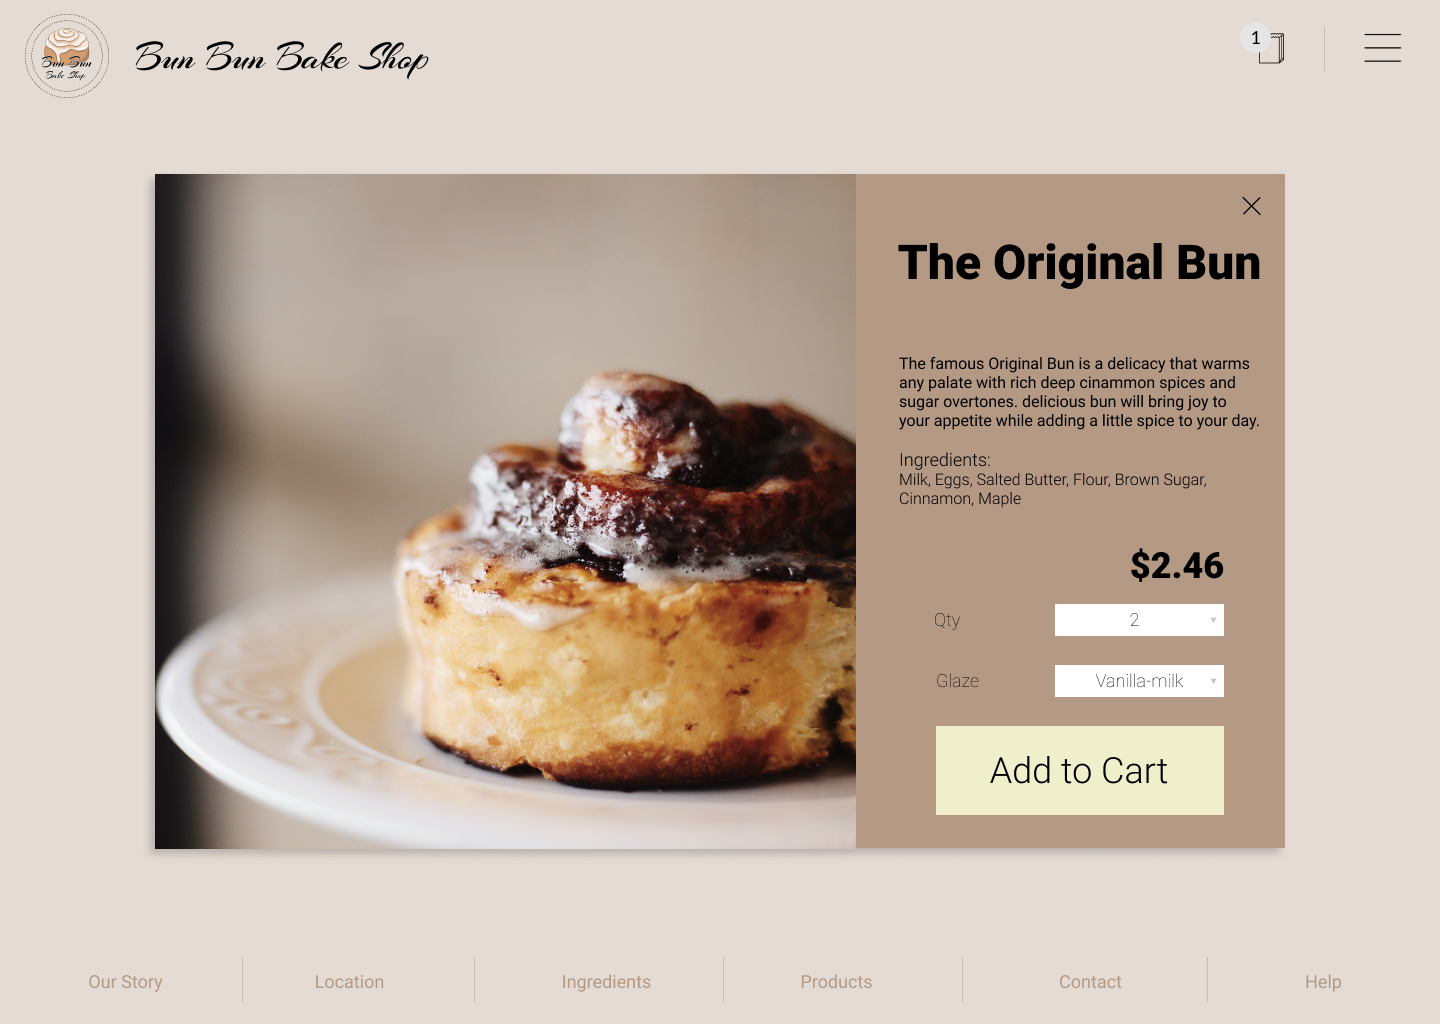 Bun Bun
Bake Shop
Bun Bun Bake Shop
1
The Original Bun
The famous Original Bun is a delicacy that warms
any palate with rich deep cinammon spices and
sugar overtones. delicious bun will bring joy to
your appetite while adding a little spice to your day.
Ingredients:
Milk, Eggs, Salted Butter, Flour, Brown Sugar,
Cinnamon, Maple
$2.46
Qty 2
Glaze Vanilla-milk
Add to Cart
Our Story Location Ingredients Products Contact Help